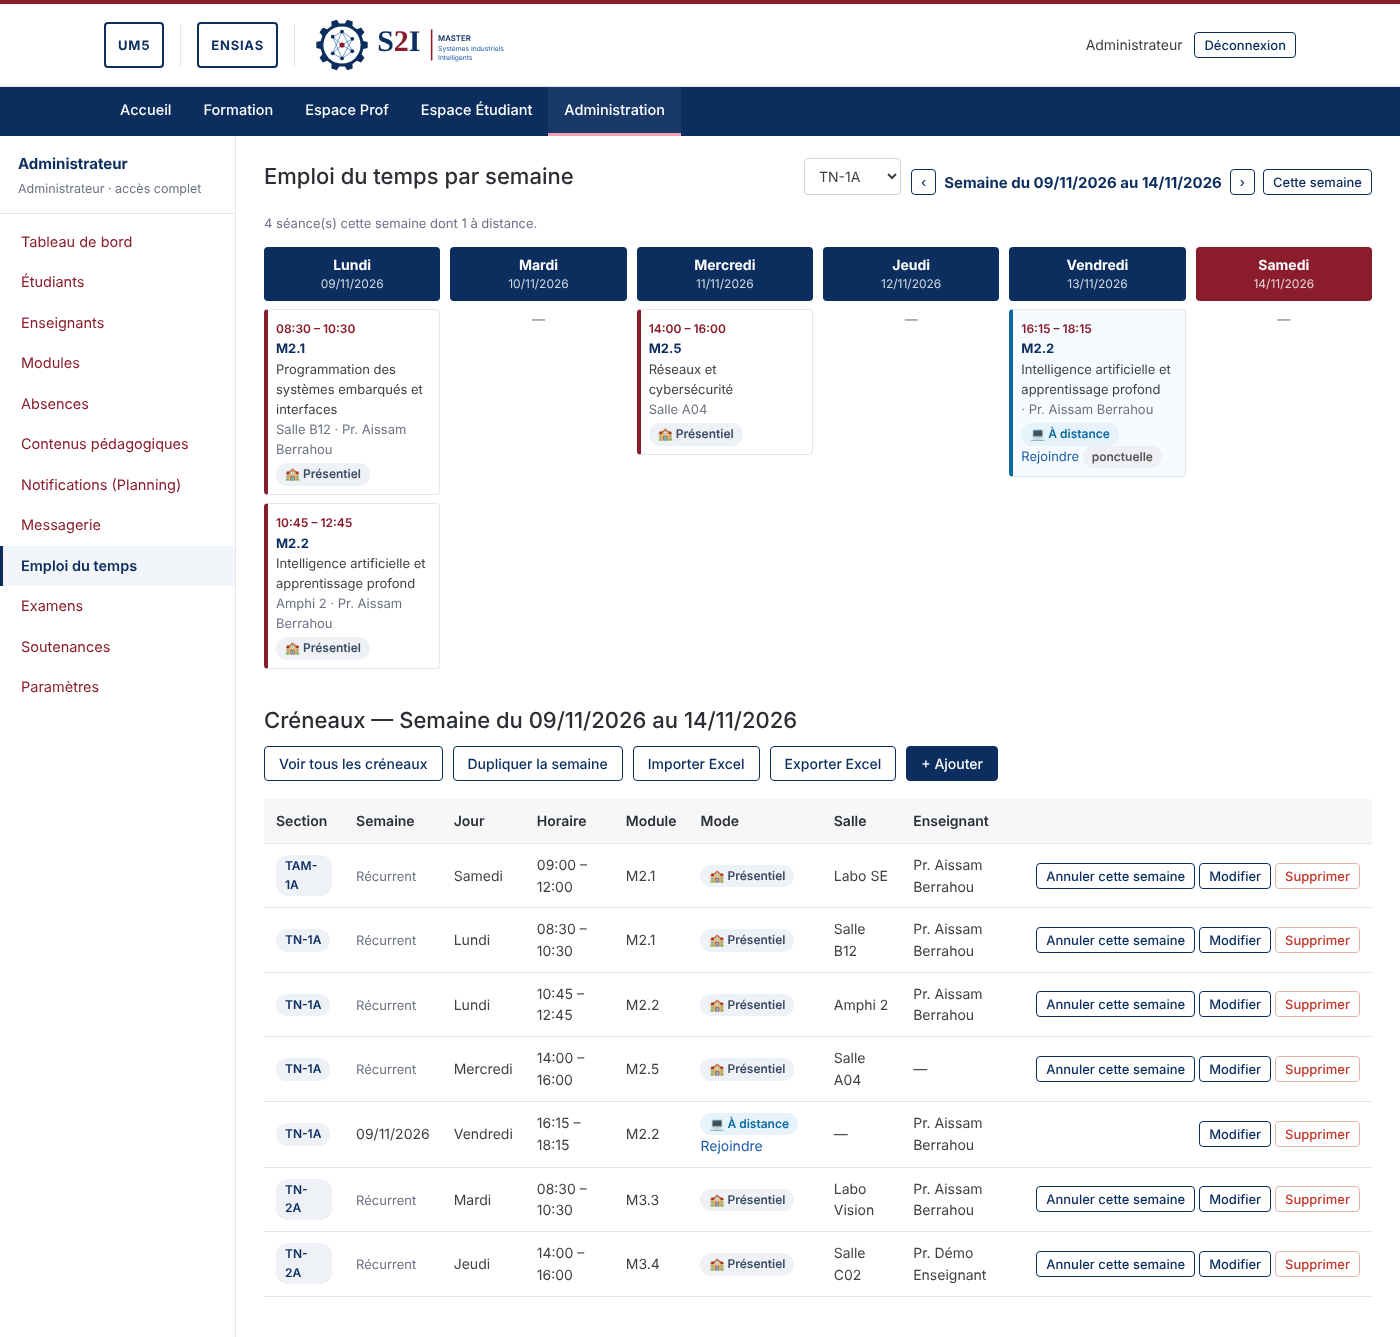 UM5
ENSIAS
S2I
MASTER
Systèmes Industriels
Intelligents
Administrateur
Déconnexion
Accueil
Formation
Espace Prof
Espace Étudiant
Administration
Administrateur
Administrateur · accès complet
Tableau de bord
Étudiants
Enseignants
Modules
Absences
Contenus pédagogiques
Notifications (Planning)
Messagerie
Emploi du temps
Examens
Soutenances
Paramètres
Emploi du temps par semaine
TN-1A
‹
Semaine du 09/11/2026 au 14/11/2026
›
Cette semaine
4 séance(s) cette semaine dont 1 à distance.
Lundi
09/11/2026
08:30 – 10:30
M2.1
Programmation des
systèmes embarqués et
interfaces
Salle B12 · Pr. Aissam
Berrahou
🏫 Présentiel
10:45 – 12:45
M2.2
Intelligence artificielle et
apprentissage profond
Amphi 2 · Pr. Aissam
Berrahou
🏫 Présentiel
Mardi
10/11/2026
—
Mercredi
11/11/2026
14:00 – 16:00
M2.5
Réseaux et
cybersécurité
Salle A04
🏫 Présentiel
Jeudi
12/11/2026
—
Vendredi
13/11/2026
16:15 – 18:15
M2.2
Intelligence artificielle et
apprentissage profond
· Pr. Aissam Berrahou
💻 À distance
Rejoindre ponctuelle
Samedi
14/11/2026
—
Créneaux — Semaine du 09/11/2026 au 14/11/2026
Voir tous les créneaux
Dupliquer la semaine
Importer Excel
Exporter Excel
+ Ajouter
Section Semaine Jour Horaire Module Mode Salle Enseignant
TAM-
1A
Récurrent
Samedi
09:00 –
12:00
M2.1
🏫 Présentiel
Labo SE
Pr. Aissam
Berrahou
Annuler cette semaine Modifier Supprimer
TN-1A
Récurrent
Lundi
08:30 –
10:30
M2.1
🏫 Présentiel
Salle
B12
Pr. Aissam
Berrahou
Annuler cette semaine Modifier Supprimer
TN-1A
Récurrent
Lundi
10:45 –
12:45
M2.2
🏫 Présentiel
Amphi 2
Pr. Aissam
Berrahou
Annuler cette semaine Modifier Supprimer
TN-1A
Récurrent
Mercredi
14:00 –
16:00
M2.5
🏫 Présentiel
Salle
A04
—
Annuler cette semaine Modifier Supprimer
TN-1A
09/11/2026
Vendredi
16:15 –
18:15
M2.2
💻 À distance
Rejoindre
—
Pr. Aissam
Berrahou
Modifier Supprimer
TN-
2A
Récurrent
Mardi
08:30 –
10:30
M3.3
🏫 Présentiel
Labo
Vision
Pr. Aissam
Berrahou
Annuler cette semaine Modifier Supprimer
TN-
2A
Récurrent
Jeudi
14:00 –
16:00
M3.4
🏫 Présentiel
Salle
C02
Pr. Démo
Enseignant
Annuler cette semaine Modifier Supprimer